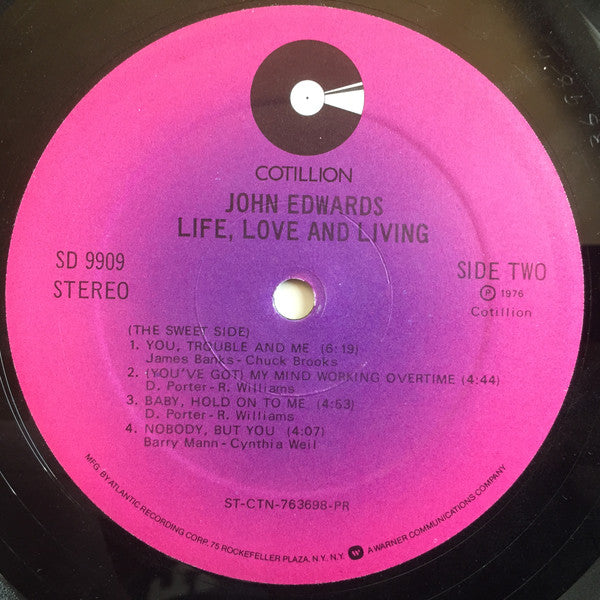 COTILLION
JOHN EDWARDS
LIFE, LOVE AND LIVING
SD 9909
STEREO
SIDE TWO
Ⓟ 1976
Cotillion
(THE SWEET SIDE)
1. YOU, TROUBLE AND ME (6:19)
James Banks - Chuck Brooks
2. (YOU'VE GOT) MY MIND WORKING OVERTIME (4:44)
D. Porter - R. Williams
3. BABY, HOLD ON TO ME (4:53)
D. Porter - R. Williams
4. NOBODY, BUT YOU (4:07)
Barry Mann - Cynthia Weil
ST-CTN-763698-PR
MFG. BY ATLANTIC RECORDING CORP. 75 ROCKEFELLER PLAZA, N.Y. N.Y. A WARNER COMMUNICATIONS COMPANY